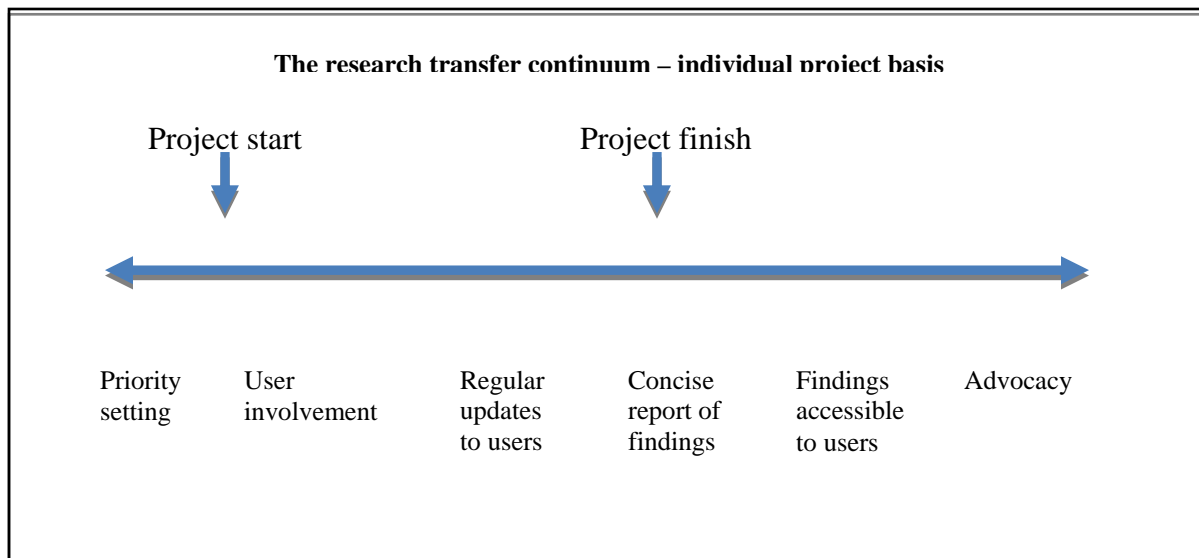 The research transfer continuum – individual project basis
Project start
Project finish
Priority
setting
User
involvement
Regular
updates
to users
Concise
report of
findings
Findings
accessible
to users
Advocacy